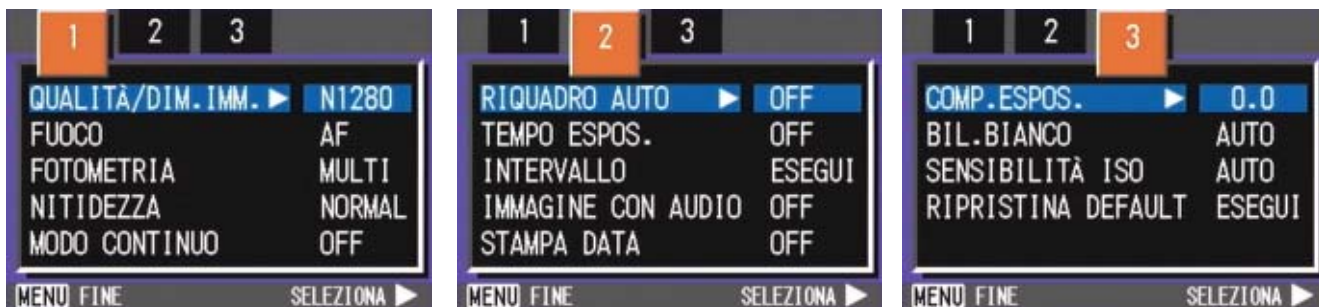 1 2 3
QUALITÀ/DIM.IMM. ▶ N1280
FUOCO AF
FOTOMETRIA MULTI
NITIDEZZA NORMAL
MODO CONTINUO OFF
MENU FINE SELEZIONA ▶
1 2 3
RIQUADRO AUTO ▶ OFF
TEMPO ESPOS. OFF
INTERVALLO ESEGUI
IMMAGINE CON AUDIO OFF
STAMPA DATA OFF
MENU FINE SELEZIONA ▶
1 2 3
COMP.ESPOS. ▶ 0.0
BIL.BIANCO AUTO
SENSIBILITÀ ISO AUTO
RIPRISTINA DEFAULT ESEGUI
MENU FINE SELEZIONA ▶